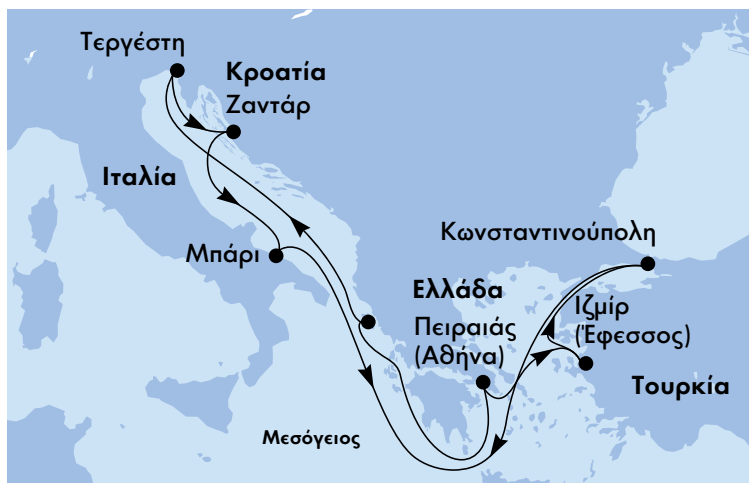 Τεργέστη
Κροατία
Ζαντάρ
Ιταλία
Μπάρι
Κωνσταντινούπολη
Ελλάδα
Πειραιάς
(Αθήνα)
Ιζμίρ
(Έφεσσος)
Τουρκία
Μεσόγειος